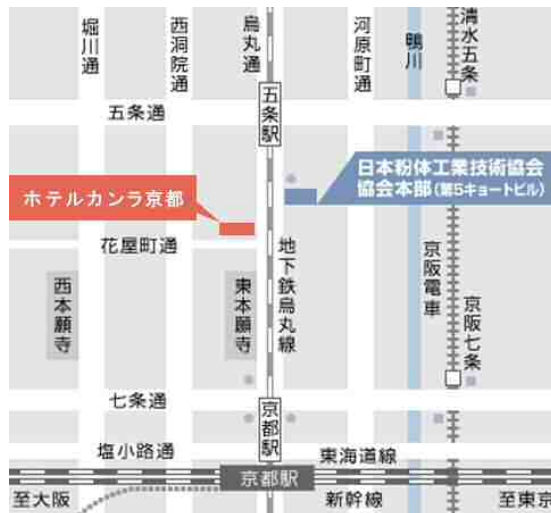 堀川通
西洞院通
烏丸通
河原町通
鴨川
清水五条
五条駅
五条通
日本粉体工業技術協会
協会本部(第5キョートビル)
ホテルカンラ京都
花屋町通
西本願寺
東本願寺
地下鉄烏丸線
京阪電車
京阪七条
七条通
京都駅
塩小路通
東海道線
京都駅
至大阪
新幹線
至東京